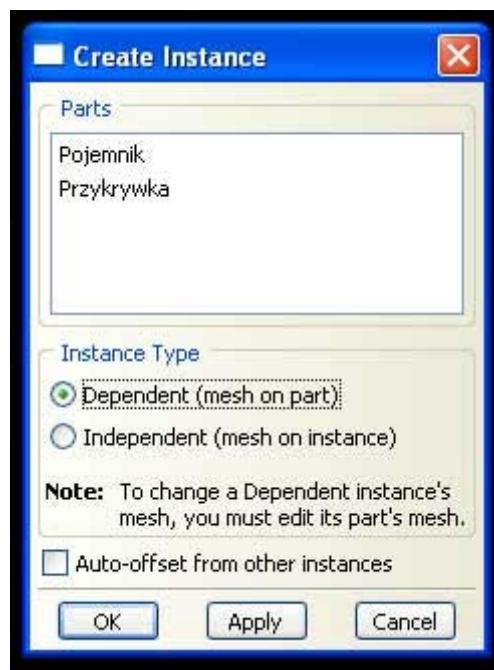 Create Instance
Parts
Pojemnik
Przykrywka
Instance Type
Dependent (mesh on part)
Independent (mesh on instance)
Note: To change a Dependent instance's
mesh, you must edit its part's mesh.
Auto-offset from other instances
OK Apply Cancel